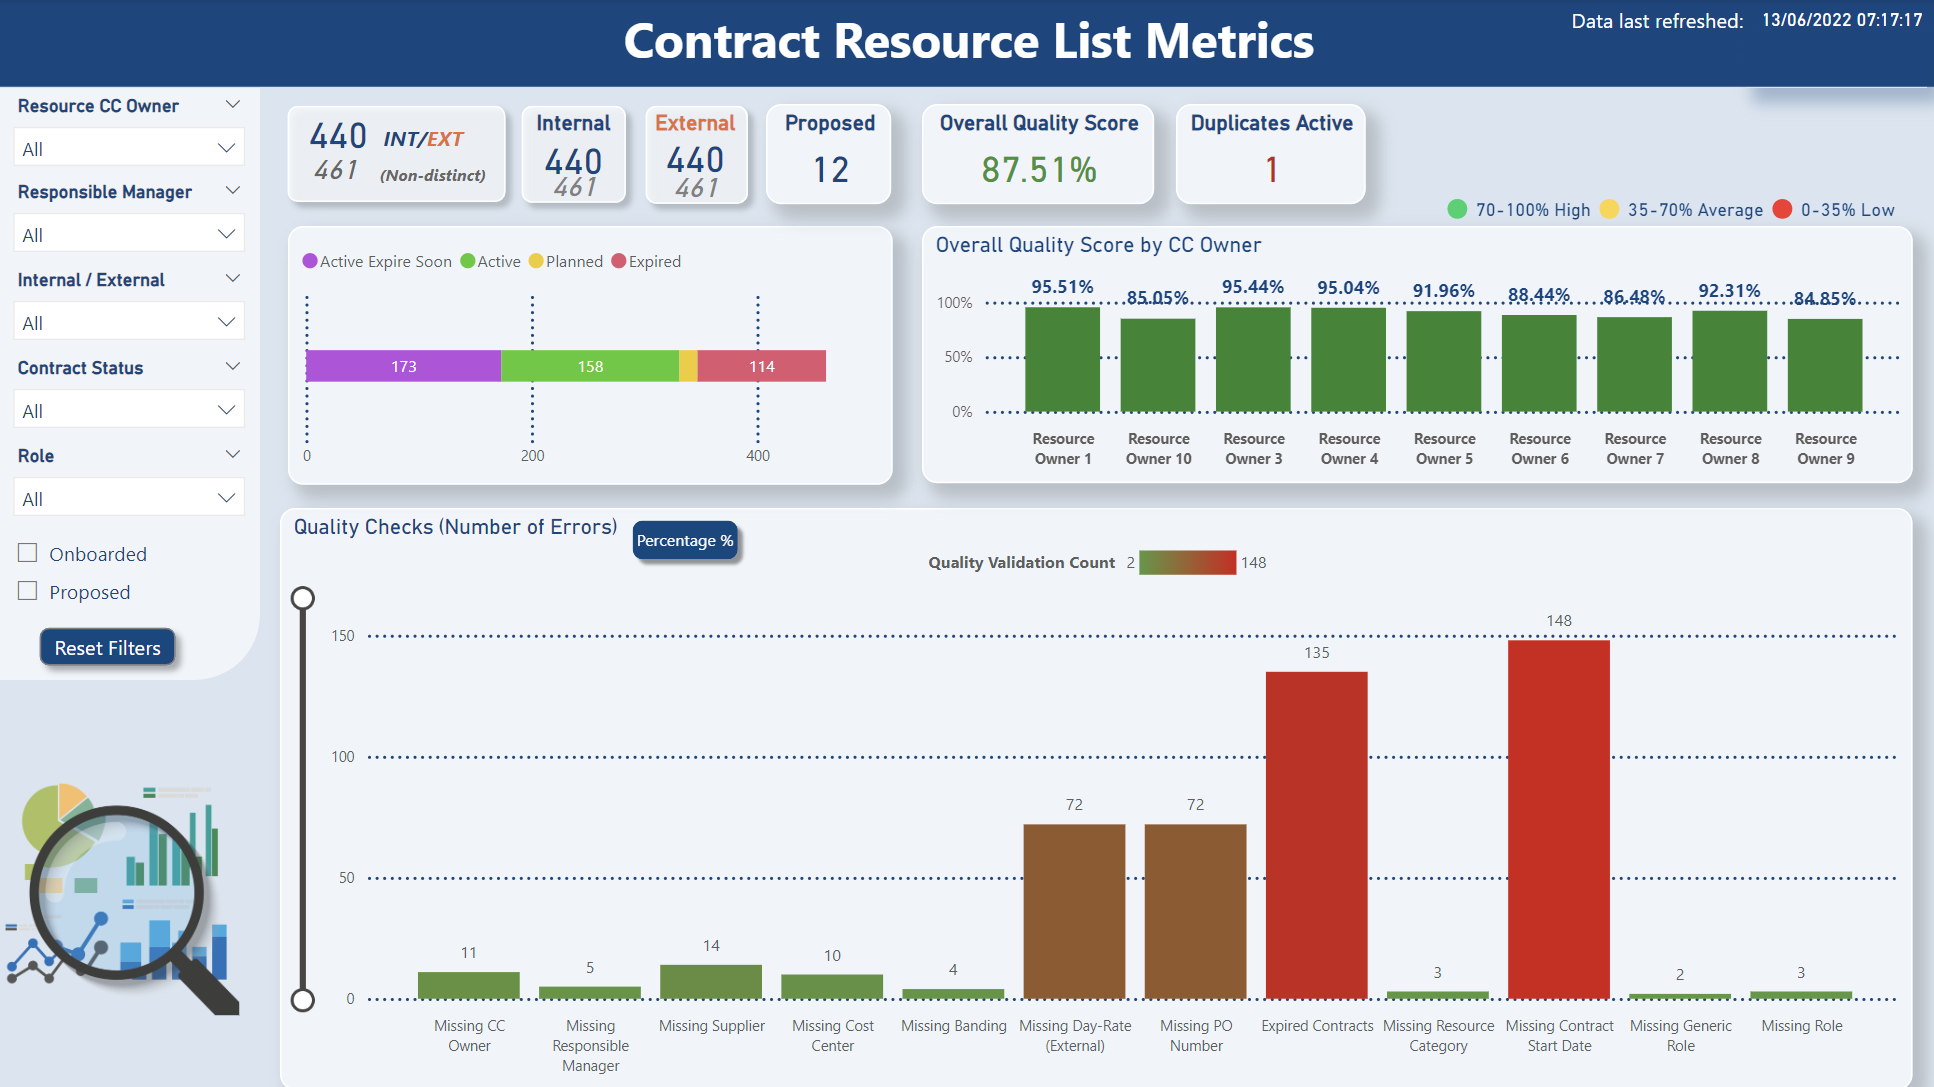 Contract Resource List Metrics
Data last refreshed: 13/06/2022 07:17:17
Resource CC Owner
All
Responsible Manager
All
Internal / External
All
Contract Status
All
Role
All
Onboarded
Proposed
Reset Filters
440 INT/EXT
461 (Non-distinct)
Internal
440
461
External
440
461
Proposed
12
Overall Quality Score
87.51%
Duplicates Active
1
70-100% High 35-70% Average 0-35% Low
Active Expire Soon Active Planned Expired
173 158 114
0 200 400
Overall Quality Score by CC Owner
95.51% 85.05% 95.44% 95.04% 91.96% 88.44% 86.48% 92.31% 84.85%
100%
50%
0%
Resource Owner 1
Resource Owner 10
Resource Owner 3
Resource Owner 4
Resource Owner 5
Resource Owner 6
Resource Owner 7
Resource Owner 8
Resource Owner 9
Quality Checks (Number of Errors)
Percentage %
Quality Validation Count 2 148
150
100
50
0
11 5 14 10 4 72 72 135 3 148 2 3
Missing CC Owner
Missing Responsible Manager
Missing Supplier
Missing Cost Center
Missing Banding
Missing Day-Rate (External)
Missing PO Number
Expired Contracts
Missing Resource Category
Missing Contract Start Date
Missing Generic Role
Missing Role